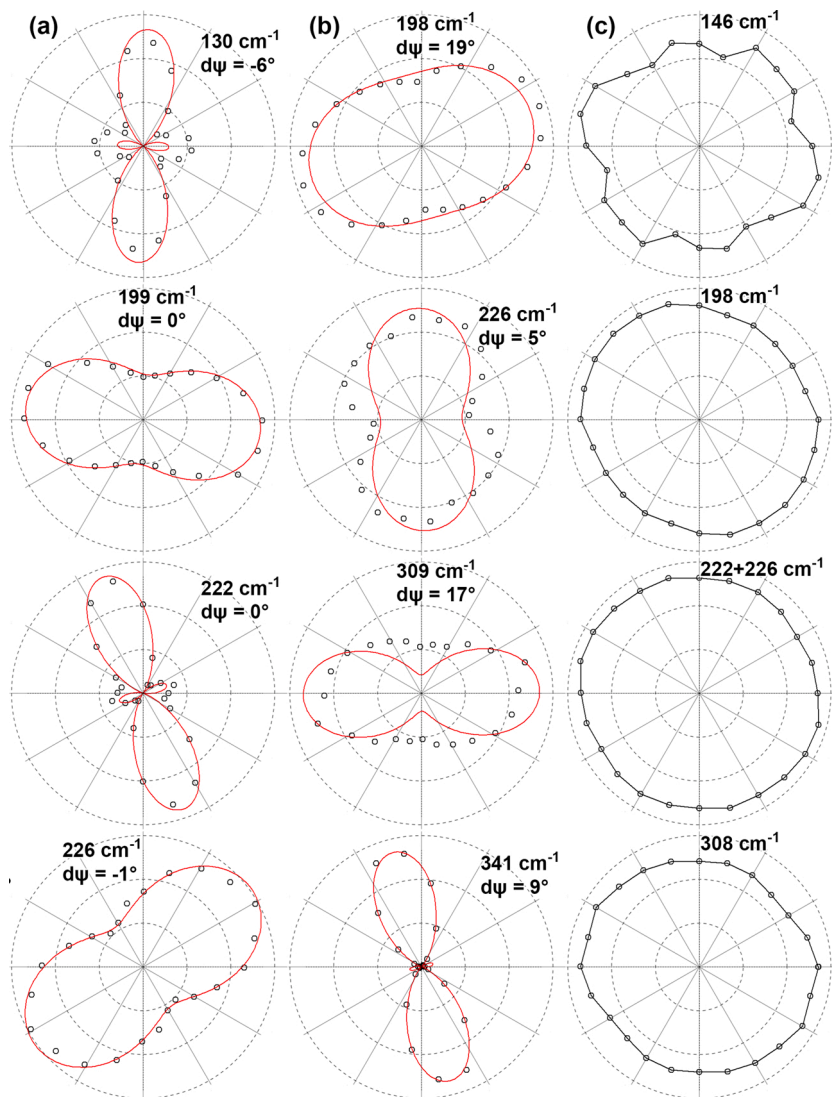 (a)
130 cm⁻¹
dψ = -6°
(b)
198 cm⁻¹
dψ = 19°
(c)
146 cm⁻¹
199 cm⁻¹
dψ = 0°
226 cm⁻¹
dψ = 5°
198 cm⁻¹
222 cm⁻¹
dψ = 0°
309 cm⁻¹
dψ = 17°
222+226 cm⁻¹
226 cm⁻¹
dψ = -1°
341 cm⁻¹
dψ = 9°
308 cm⁻¹